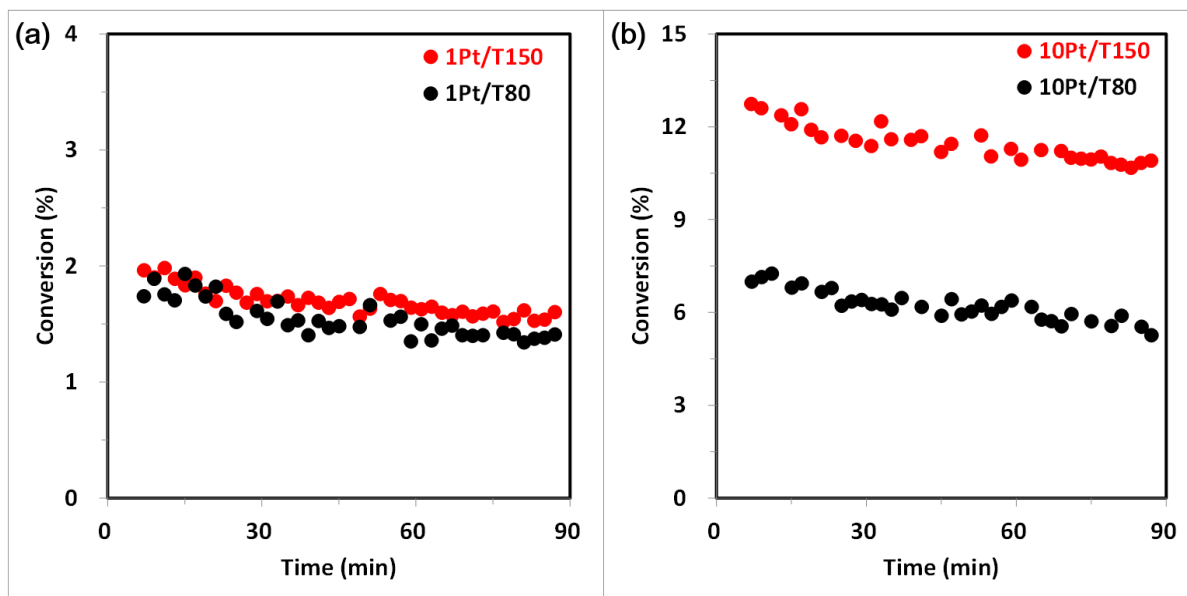 (a)
1Pt/T150
1Pt/T80
4
3
2
1
0
Conversion (%)
0 30 60 90
Time (min)
(b)
10Pt/T150
10Pt/T80
15
12
9
6
3
0
Conversion (%)
0 30 60 90
Time (min)